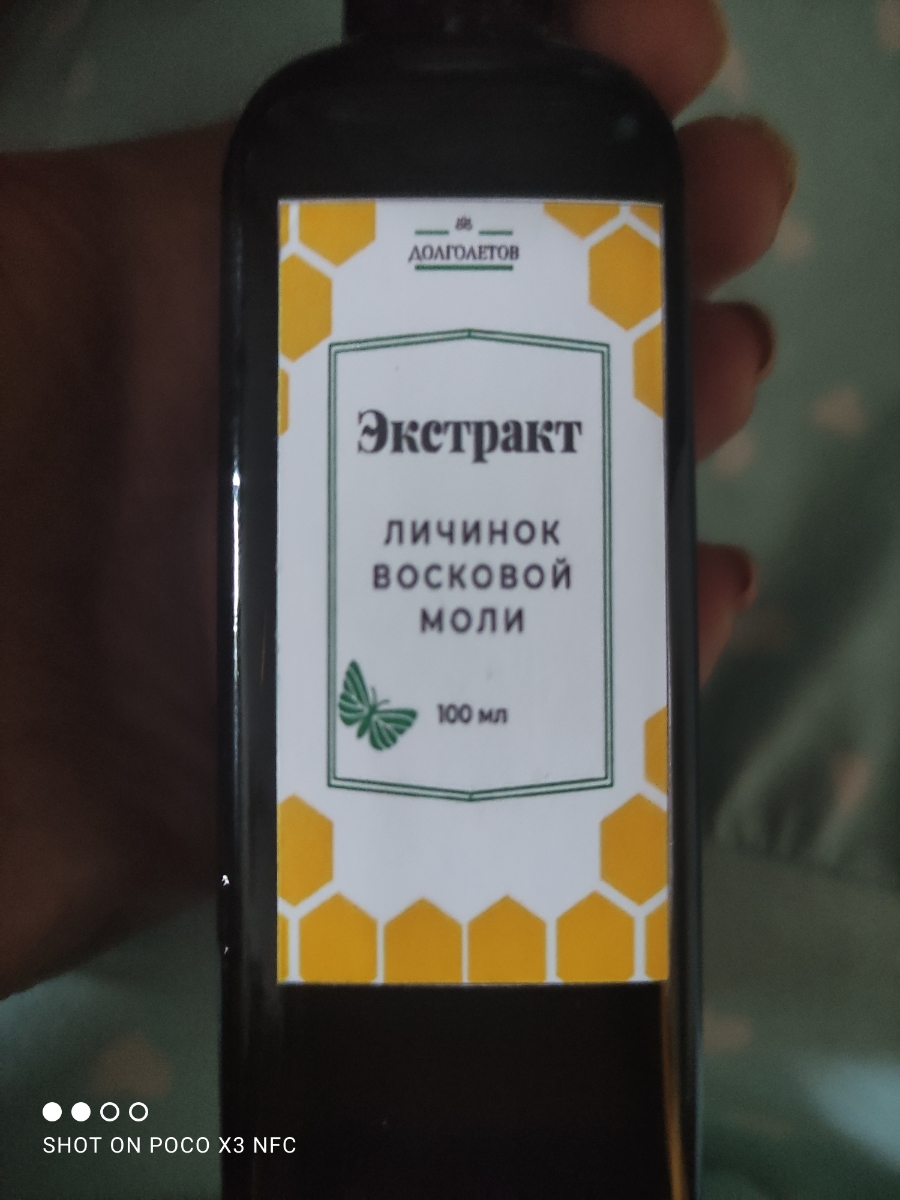 ДОЛГОЛЕТОВ
Экстракт
ЛИЧИНОК
ВОСКОВОЙ
МОЛИ
100 мл
SHOT ON POCO X3 NFC